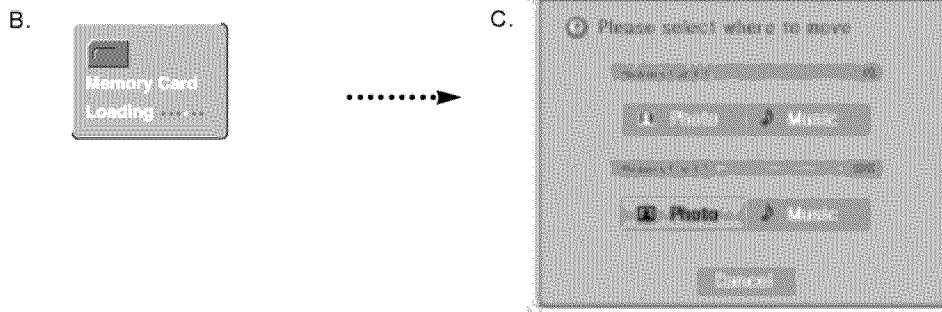 B.
Memory Card
Loading ......
C.
Please select where to move
Photo Music
Photo Music
Cancel